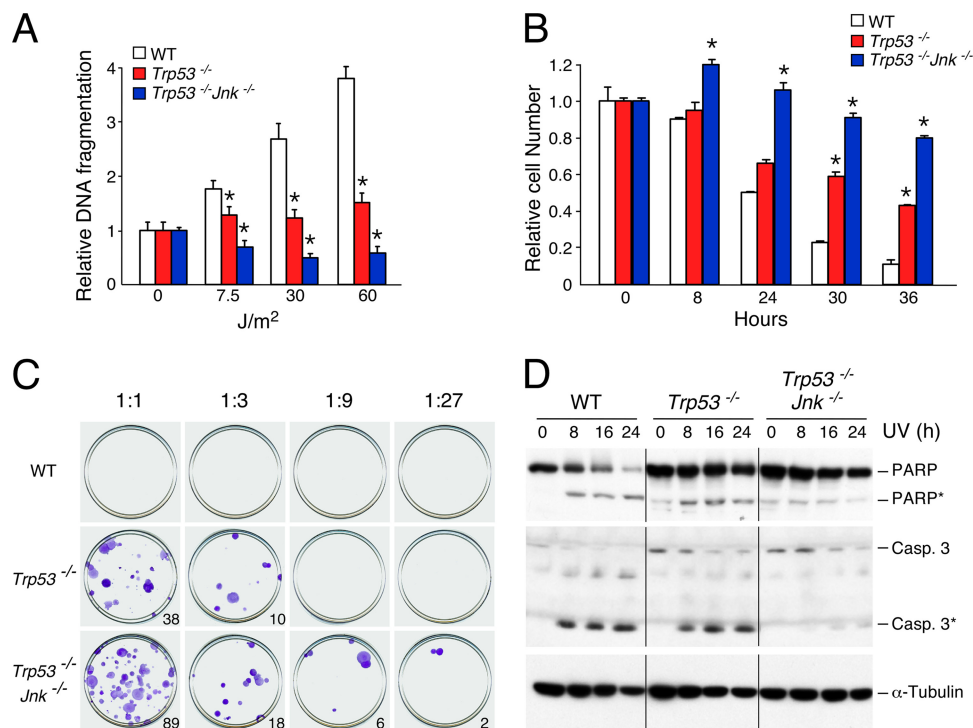 A
WT
Trp53 -/-
Trp53 -/-Jnk -/-
Relative DNA fragmentation
4
2
1
0
0 7.5 30 60
J/m²
B
WT
Trp53 -/-
Trp53 -/-Jnk -/-
Relative cell Number
1.2
1.0
0.8
0.6
0.4
0.2
0
0 8 24 30 36
Hours
* * * * * *
* * * * * *
C
1:1 1:3 1:9 1:27
WT
Trp53 -/-
38 10
Trp53 -/-
Jnk -/-
89 18 6 2
D
WT Trp53 -/- Trp53 -/-
Jnk -/-
0 8 16 24 0 8 16 24 0 8 16 24 UV (h)
PARP
PARP*
Casp. 3
Casp. 3*
α-Tubulin